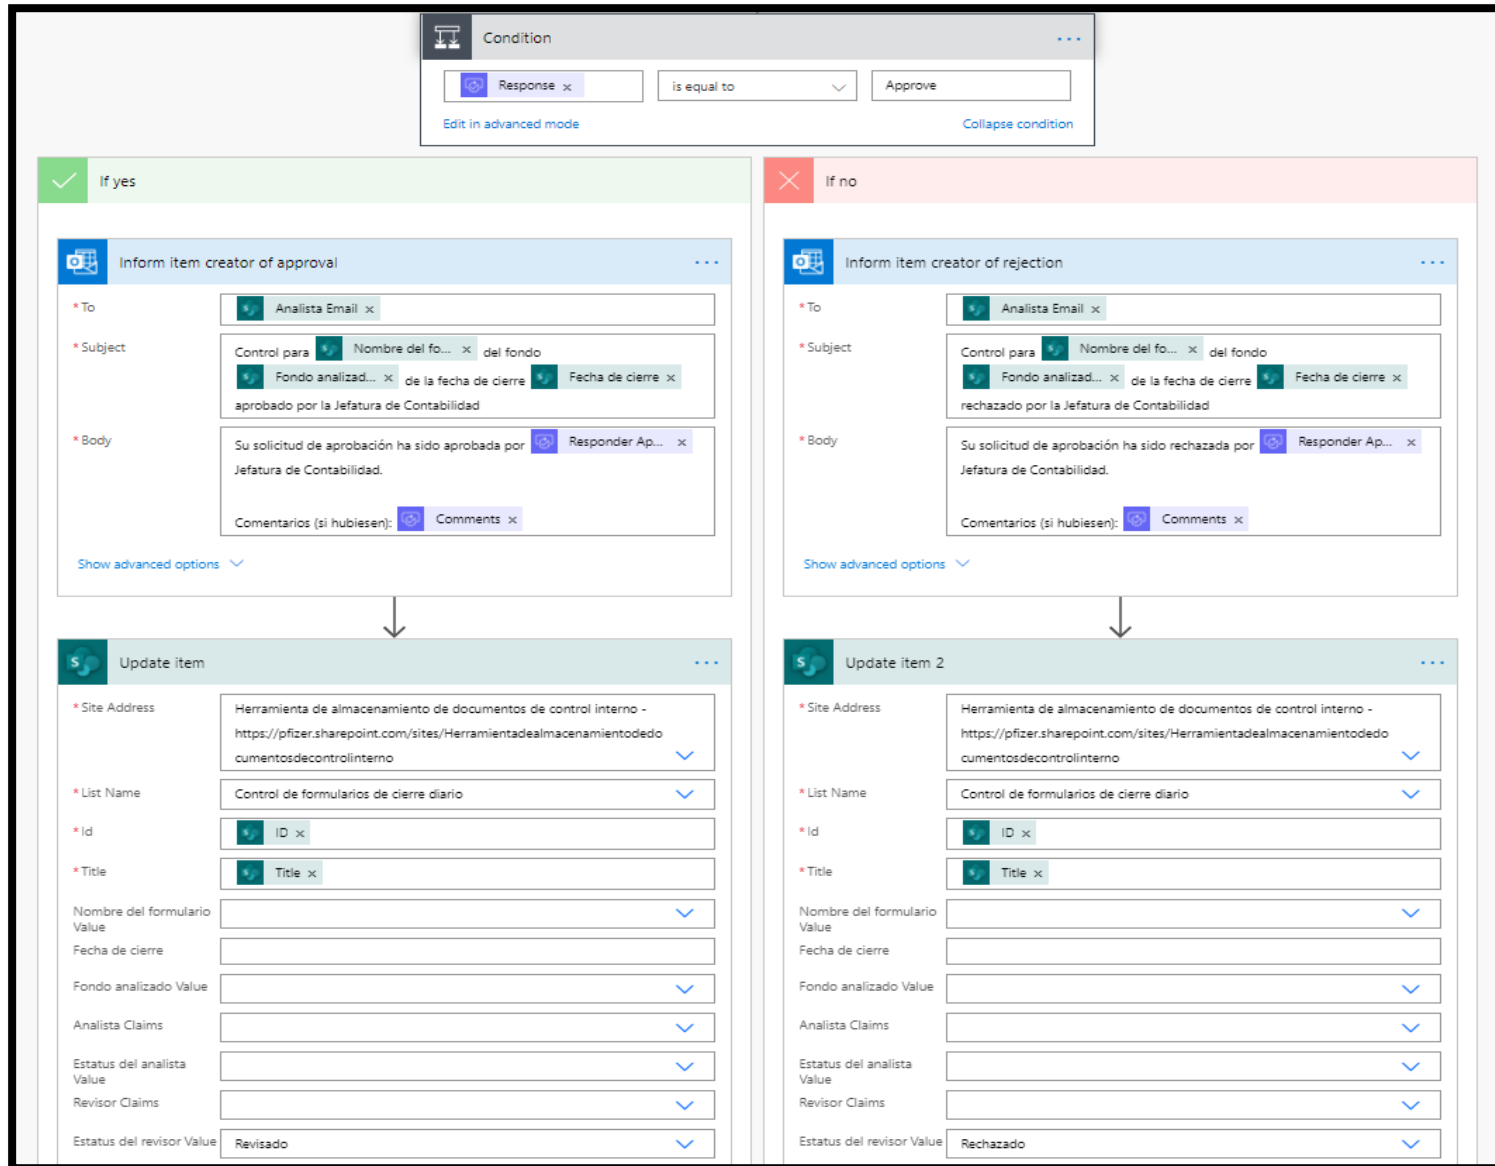 Condition
Response x is equal to Approve
Edit in advanced mode Collapse condition
If yes
Inform item creator of approval
* To Analista Email x
* Subject Control para Nombre del fo... x del fondo
Fondo analizad... x de la fecha de cierre Fecha de cierre x
aprobado por la Jefatura de Contabilidad
* Body Su solicitud de aprobación ha sido aprobada por Responder Ap... x
Jefatura de Contabilidad.
Comentarios (si hubiesen): Comments x
Show advanced options
Update item
* Site Address Herramienta de almacenamiento de documentos de control interno -
https://pfizer.sharepoint.com/sites/Herramientadealmacenamientodedo
cumentosdecontrolinterno
* List Name Control de formularios de cierre diario
* Id ID x
* Title Title x
Nombre del formulario
Value
Fecha de cierre
Fondo analizado Value
Analista Claims
Estatus del analista
Value
Revisor Claims
Estatus del revisor Value Revisado
If no
Inform item creator of rejection
* To Analista Email x
* Subject Control para Nombre del fo... x del fondo
Fondo analizad... x de la fecha de cierre Fecha de cierre x
rechazado por la Jefatura de Contabilidad
* Body Su solicitud de aprobación ha sido rechazada por Responder Ap... x
Jefatura de Contabilidad.
Comentarios (si hubiesen): Comments x
Show advanced options
Update item 2
* Site Address Herramienta de almacenamiento de documentos de control interno -
https://pfizer.sharepoint.com/sites/Herramientadealmacenamientodedo
cumentosdecontrolinterno
* List Name Control de formularios de cierre diario
* Id ID x
* Title Title x
Nombre del formulario
Value
Fecha de cierre
Fondo analizado Value
Analista Claims
Estatus del analista
Value
Revisor Claims
Estatus del revisor Value Rechazado